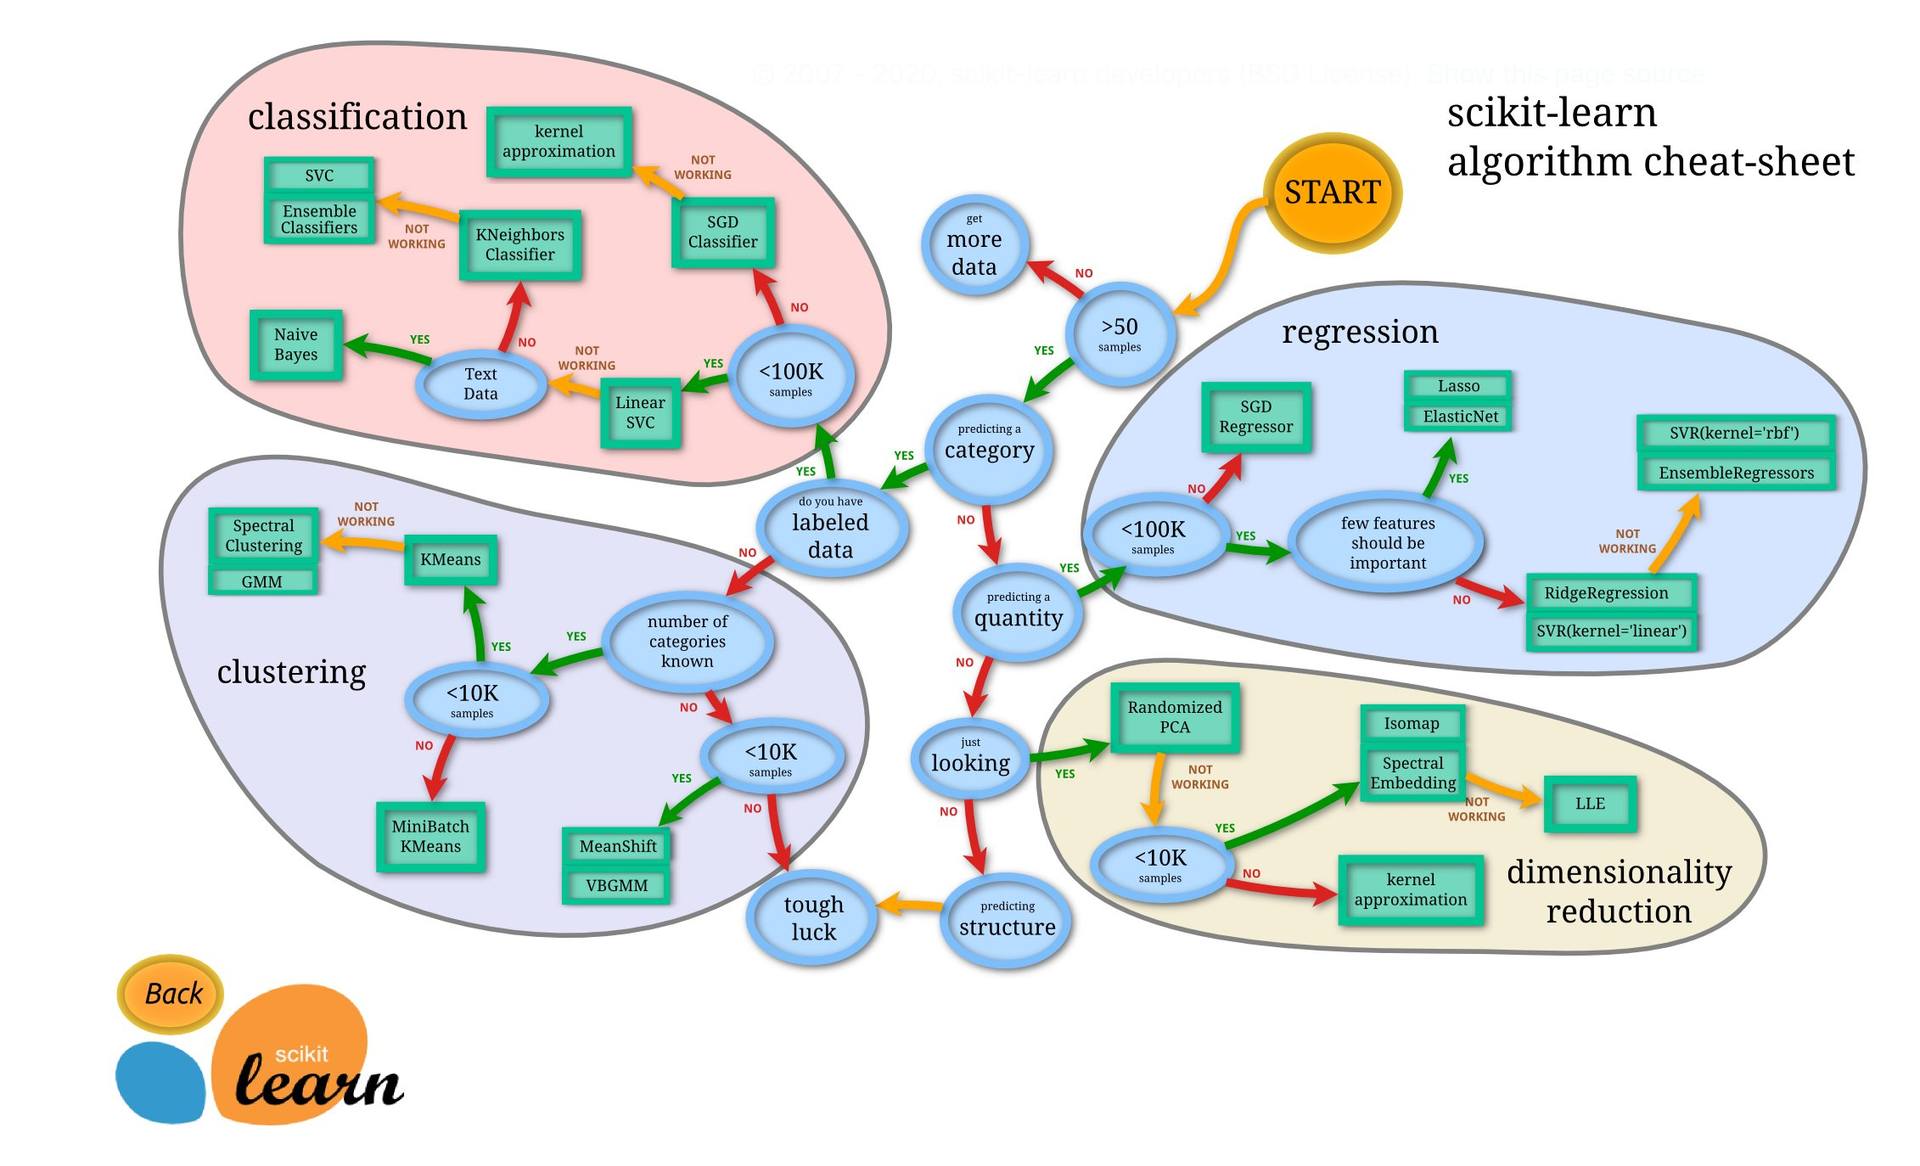 © 2007 - 2020, scikit-learn developers (BSD License). Show this page source
scikit-learn
algorithm cheat-sheet
START
get
more
data
NO
>50
samples
YES
predicting a
category
YES
NO
do you have
labeled
data
YES
NO
predicting a
quantity
YES
NO
just
looking
YES
NO
predicting
structure
tough
luck
classification
kernel
approximation
NOT
WORKING
SVC
Ensemble
Classifiers
NOT
WORKING
KNeighbors
Classifier
SGD
Classifier
NO
Naive
Bayes
YES
NO
Text
Data
NOT
WORKING
Linear
SVC
YES
<100K
samples
regression
SGD
Regressor
Lasso
ElasticNet
SVR(kernel='rbf')
EnsembleRegressors
NO
YES
<100K
samples
YES
few features
should be
important
NOT
WORKING
NO
RidgeRegression
SVR(kernel='linear')
clustering
Spectral
Clustering
GMM
NOT
WORKING
KMeans
YES
YES
number of
categories
known
<10K
samples
NO
NO
<10K
samples
YES
NO
MiniBatch
KMeans
MeanShift
VBGMM
dimensionality
reduction
Randomized
PCA
NOT
WORKING
Isomap
Spectral
Embedding
NOT
WORKING
LLE
YES
<10K
samples
NO
kernel
approximation
Back
scikit
learn